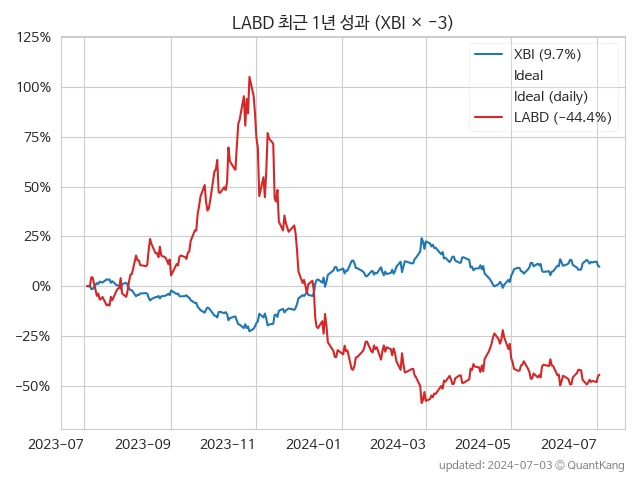 LABD 최근 1년 성과 (XBI × −3)
125%
100%
75%
50%
25%
0%
−25%
−50%
XBI (9.7%)
Ideal
Ideal (daily)
LABD (−44.4%)
2023−07 2023−09 2023−11 2024−01 2024−03 2024−05 2024−07
updated: 2024−07−03 © QuantKang